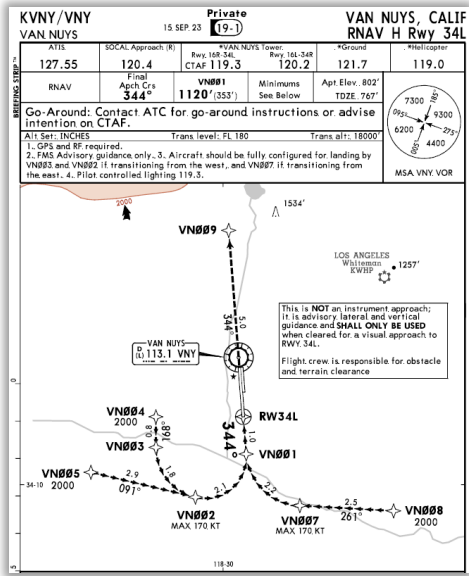 KVNY/VNY
VAN NUYS
15 SEP 23
Private
19-1
VAN NUYS, CALIF
RNAV H Rwy 34L
BRIEFING STRIP™
ATIS
127.55
SOCAL Approach (R)
120.4
*VAN NUYS Tower
Rwy, 16R-34L
Rwy, 16L-34R
CTAF 119.3
120.2
*Ground
121.7
*Helicopter
119.0
RNAV
Final
Apch Crs
344°
VN001
1120' (353')
Minimums
See Below
Apt. Elev. 802'
TDZE. 767'
Go-Around: Contact ATC for go-around instructions or advise
intention on CTAF.
Alt Set: INCHES
Trans level: FL 180
Trans alt: 18000'
1. GPS and RF required.
2. FMS Advisory guidance only. 3. Aircraft should be fully configured for landing by
VN003 and VN002 if transitioning from the west, and VN007 if transitioning from
the east. 4. Pilot controlled lighting 119.3.
7300
185°
095°
9300
6200
275°
005°
4400
MSA VNY VOR
2000
1534'
VN009
LOS ANGELES
Whiteman
KWHP
1257'
5.0
344°
This is NOT an instrument approach;
it is advisory lateral and vertical
guidance and SHALL ONLY BE USED
when cleared for a visual approach to
RWY 34L.
Flight crew is responsible for obstacle
and terrain clearance
VAN NUYS
D
(L) 113.1 VNY
RW34L
344°
1.0
VN001
VN004
2000
0.8
168°
VN003
1.8
VN005
2000
2.9
091°
2.1
2.2
VN002
MAX 170 KT
VN007
MAX 170 KT
2.5
261°
VN008
2000
34-10
0
5
118-30